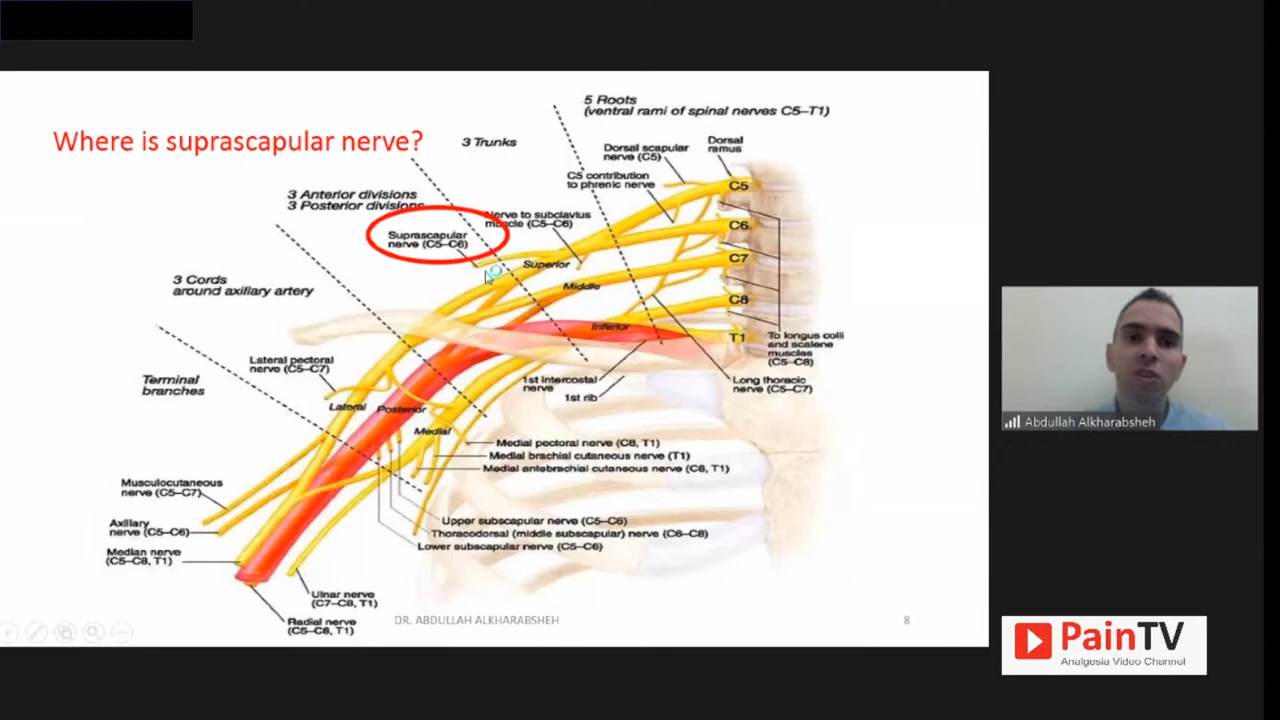 Where is suprascapular nerve?
5 Roots
(ventral rami of spinal nerves C5–T1)
3 Trunks
Dorsal scapular
nerve (C5)
Dorsal
ramus
C5 contribution
to phrenic nerve
3 Anterior divisions
3 Posterior divisions
Nerve to subclavius
muscle (C5–C6)
Suprascapular
nerve (C5–C6)
C5
C6
C7
C8
T1
Superior
Middle
Inferior
3 Cords
around axillary artery
To longus colli
and scalene
muscles
(C5–C8)
Lateral pectoral
nerve (C5–C7)
1st intercostal
nerve
1st rib
Long thoracic
nerve (C5–C7)
Terminal
branches
Lateral
Posterior
Medial
Medial pectoral nerve (C8, T1)
Medial brachial cutaneous nerve (T1)
Medial antebrachial cutaneous nerve (C8, T1)
Musculocutaneous
nerve (C5–C7)
Axillary
nerve (C5–C6)
Median nerve
(C5–C8, T1)
Upper subscapular nerve (C5–C6)
Thoracodorsal (middle subscapular) nerve (C6–C8)
Lower subscapular nerve (C5–C6)
Ulnar nerve
(C7–C8, T1)
Radial nerve
(C5–C8, T1)
DR. ABDULLAH ALKHARABSHEH
8
Abdullah Alkharabsheh
PainTV
Analgesia Video Channel